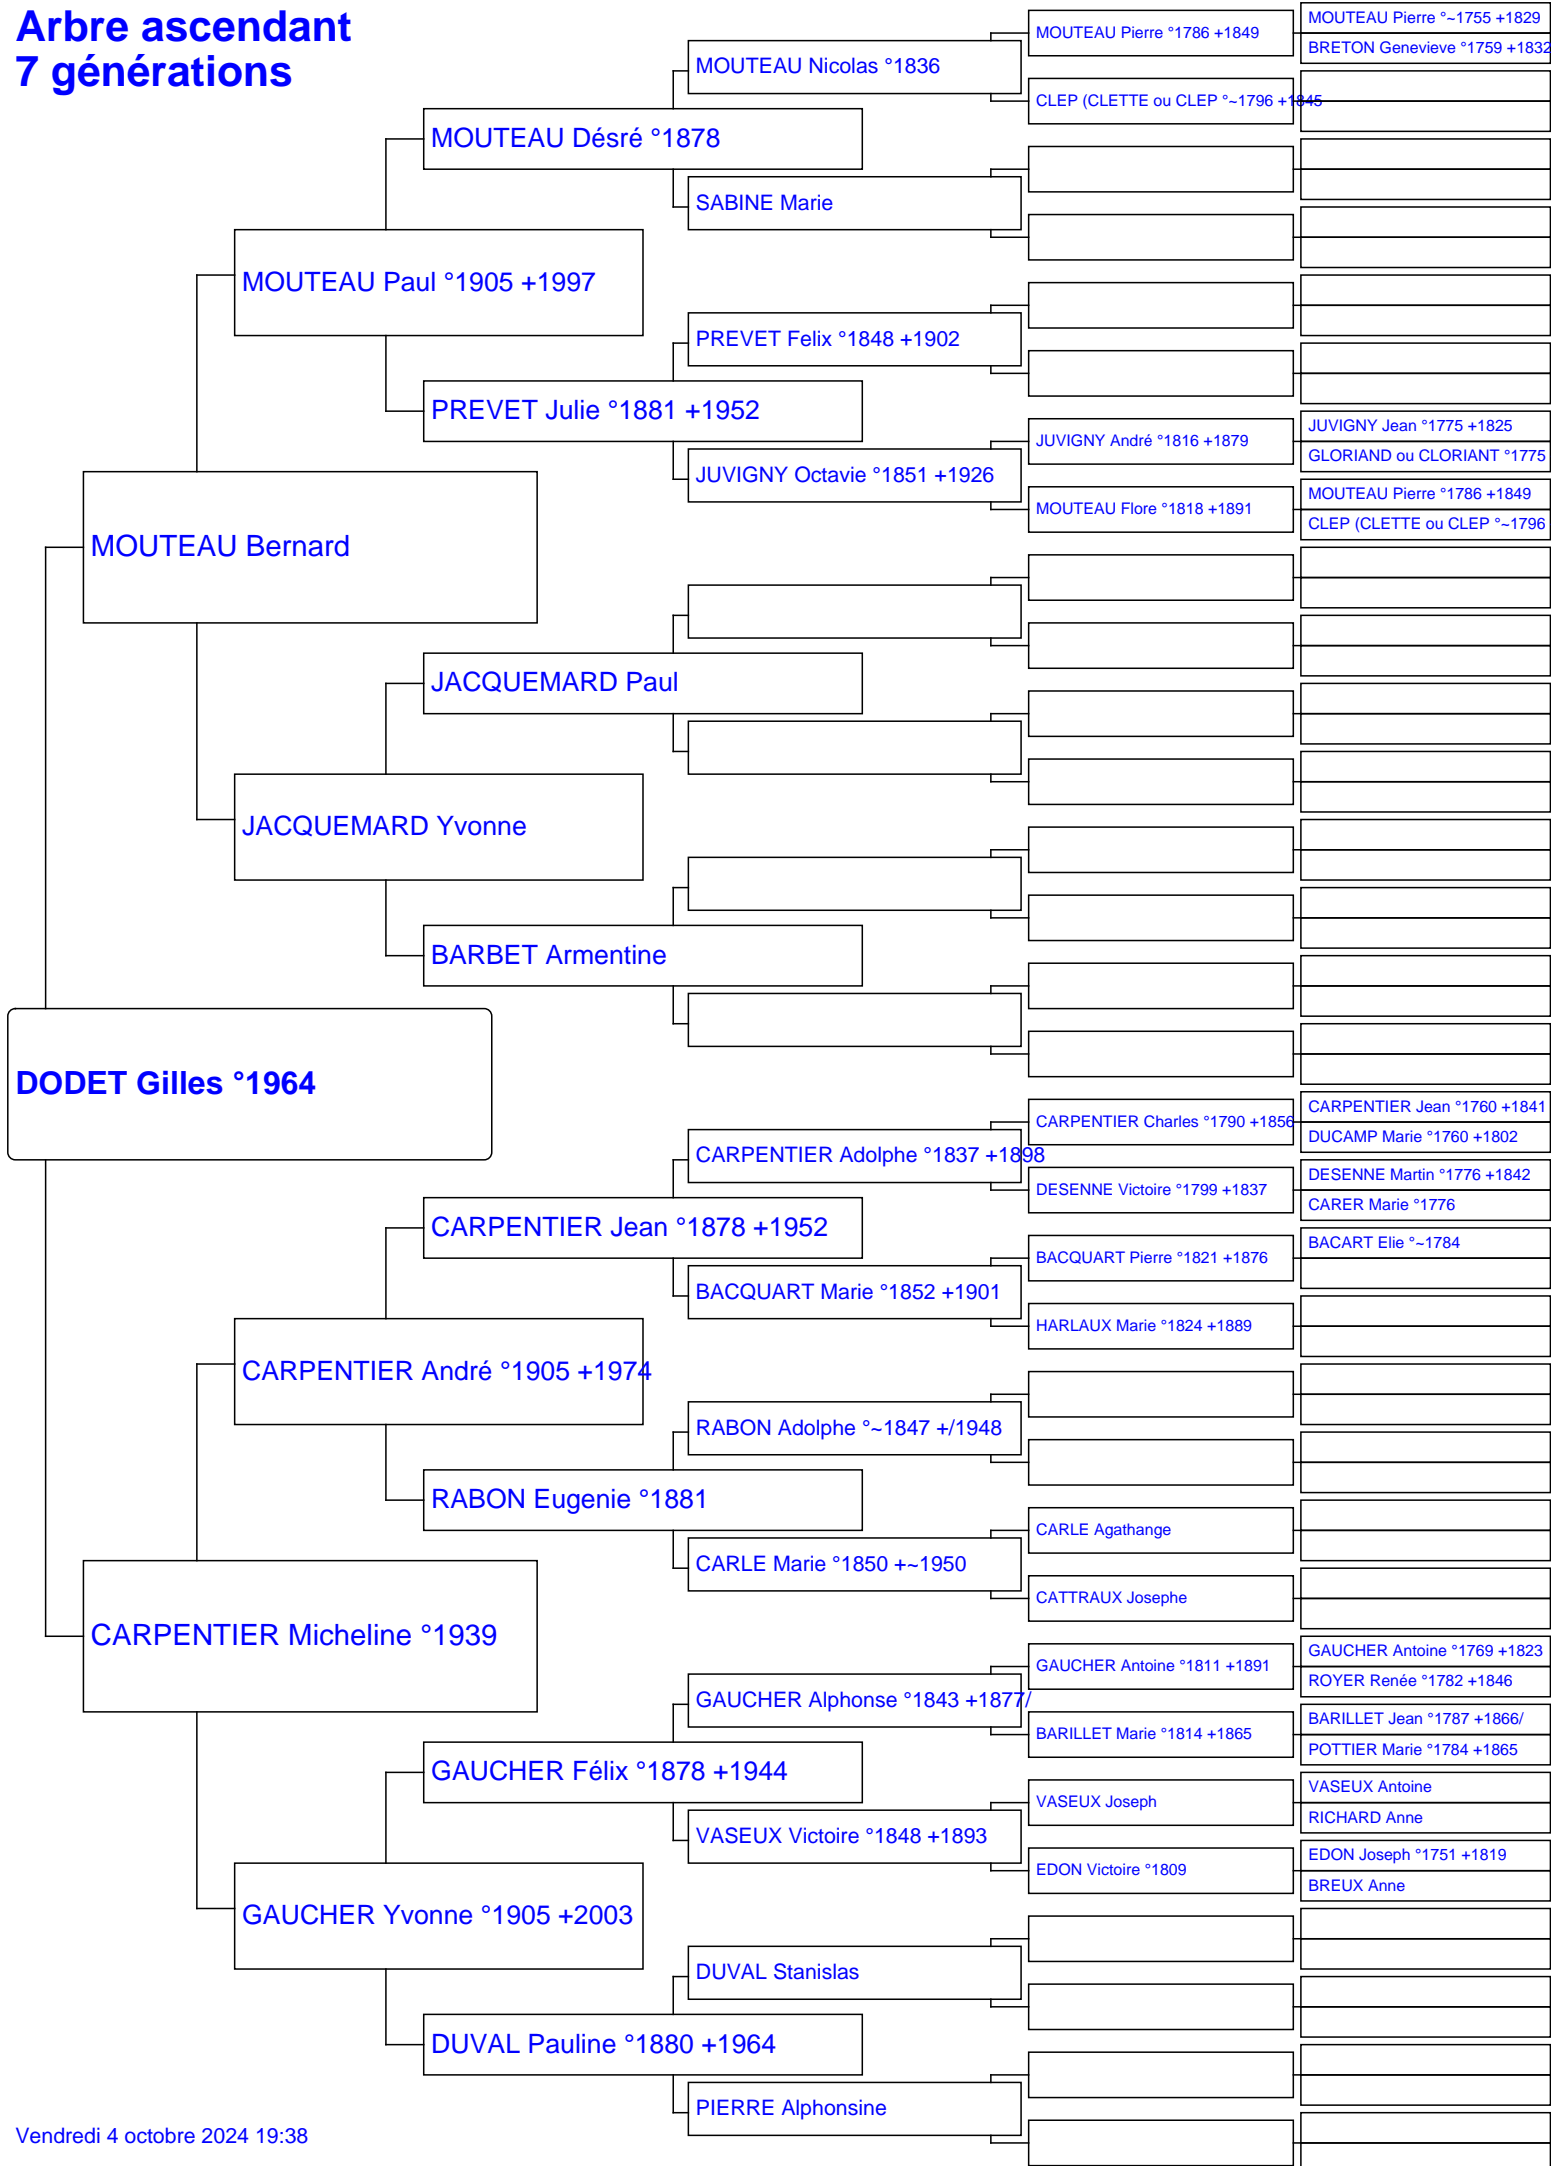 Arbre ascendant
7 générations
DODET Gilles °1964
MOUTEAU Bernard
CARPENTIER Micheline °1939
MOUTEAU Paul °1905 +1997
JACQUEMARD Yvonne
CARPENTIER André °1905 +1974
GAUCHER Yvonne °1905 +2003
MOUTEAU Désré °1878
PREVET Julie °1881 +1952
JACQUEMARD Paul
BARBET Armentine
CARPENTIER Jean °1878 +1952
RABON Eugenie °1881
GAUCHER Félix °1878 +1944
DUVAL Pauline °1880 +1964
MOUTEAU Nicolas °1836
SABINE Marie
PREVET Felix °1848 +1902
JUVIGNY Octavie °1851 +1926
CARPENTIER Adolphe °1837 +1898
BACQUART Marie °1852 +1901
RABON Adolphe °~1847 +/1948
CARLE Marie °1850 +~1950
GAUCHER Alphonse °1843 +1877/
VASEUX Victoire °1848 +1893
DUVAL Stanislas
PIERRE Alphonsine
MOUTEAU Pierre °1786 +1849
CLEP (CLETTE ou CLEP °~1796 +1845
JUVIGNY André °1816 +1879
MOUTEAU Flore °1818 +1891
CARPENTIER Charles °1790 +1856
DESENNE Victoire °1799 +1837
BACQUART Pierre °1821 +1876
HARLAUX Marie °1824 +1889
CARLE Agathange
CATTRAUX Josephe
GAUCHER Antoine °1811 +1891
BARILLET Marie °1814 +1865
VASEUX Joseph
EDON Victoire °1809
MOUTEAU Pierre °~1755 +1829
BRETON Genevieve °1759 +1832
JUVIGNY Jean °1775 +1825
GLORIAND ou CLORIANT °1775
MOUTEAU Pierre °1786 +1849
CLEP (CLETTE ou CLEP °~1796
CARPENTIER Jean °1760 +1841
DUCAMP Marie °1760 +1802
DESENNE Martin °1776 +1842
CARER Marie °1776
BACART Elie °~1784
GAUCHER Antoine °1769 +1823
ROYER Renée °1782 +1846
BARILLET Jean °1787 +1866/
POTTIER Marie °1784 +1865
VASEUX Antoine
RICHARD Anne
EDON Joseph °1751 +1819
BREUX Anne
Vendredi 4 octobre 2024 19:38